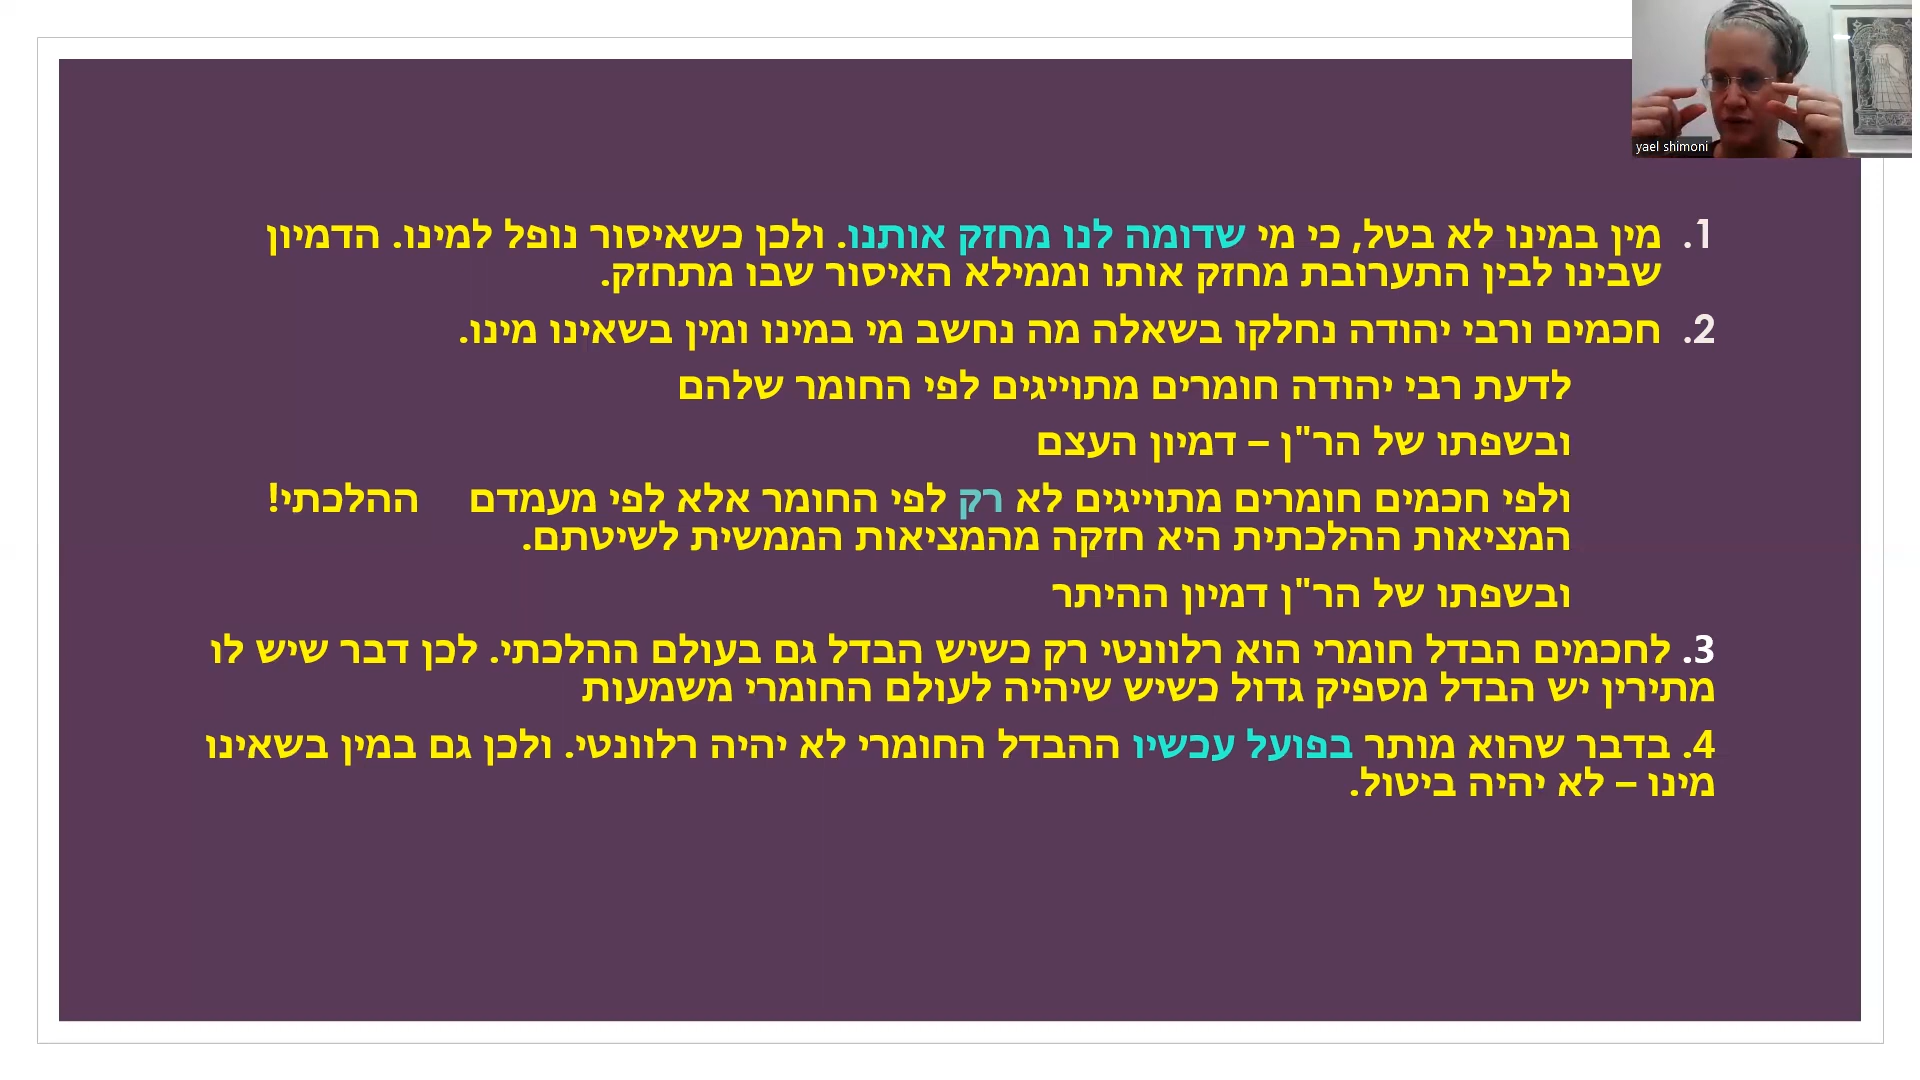 yael shimoni
1. מין במינו לא בטל, כי מי שדומה לנו מחזק אותנו. ולכן כשאיסור נופל למינו. הדמיון
שבינו לבין התערובת מחזק אותו וממילא האיסור שבו מתחזק.
2. חכמים ורבי יהודה נחלקו בשאלה מה נחשב מי במינו ומין בשאינו מינו.
לדעת רבי יהודה חומרים מתוייגים לפי החומר שלהם
ובשפתו של הר"ן – דמיון העצם
ולפי חכמים חומרים מתוייגים לא רק לפי החומר אלא לפי מעמדם ההלכתי!
המציאות ההלכתית היא חזקה מהמציאות הממשית לשיטתם.
ובשפתו של הר"ן דמיון ההיתר
3. לחכמים הבדל חומרי הוא רלוונטי רק כשיש הבדל גם בעולם ההלכתי. לכן דבר שיש לו
מתירין יש הבדל מספיק גדול כשיש שיהיה לעולם החומרי משמעות
4. בדבר שהוא מותר בפועל עכשיו ההבדל החומרי לא יהיה רלוונטי. ולכן גם במין בשאינו
מינו – לא יהיה ביטול.